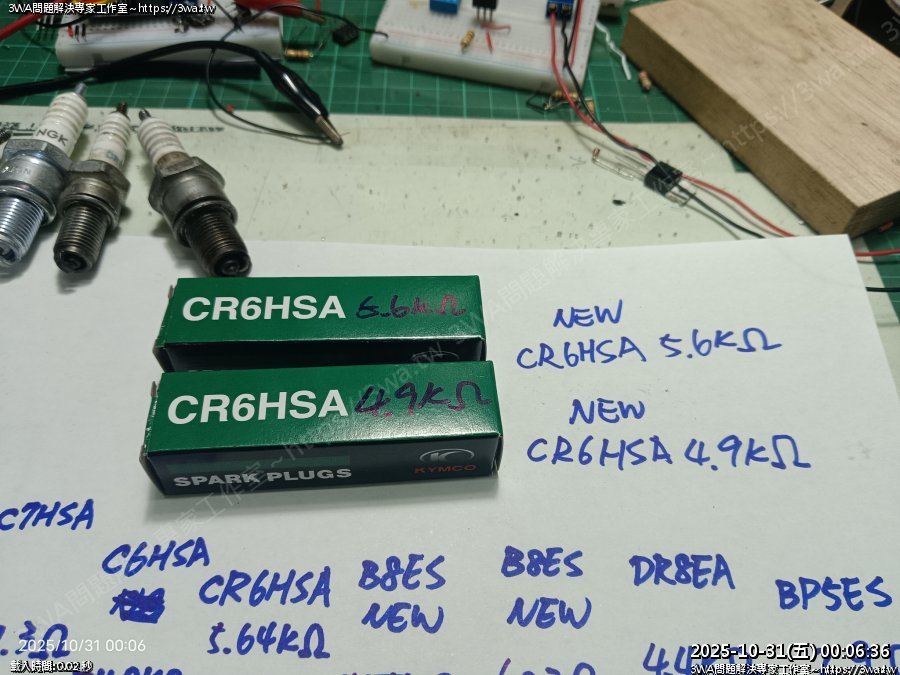 3WA問題解決專家工作室~https://3wa.tw
NGK
CR6HSA 5.6KΩ
NEW
CR6HSA 5.6KΩ
CR6HSA 4.9KΩ
SPARK PLUGS
KYMCO
NEW
CR6HSA 4.9KΩ
C7HSA
C6HSA
CR6HSA
5.64KΩ
B8ES
NEW
B8ES
NEW
DR8EA
BP5ES
2025/10/31 00:06
載入時間:0.02 秒
2025-10-31(五) 00:06:36
3WA問題解決專家工作室~https://3wa.tw